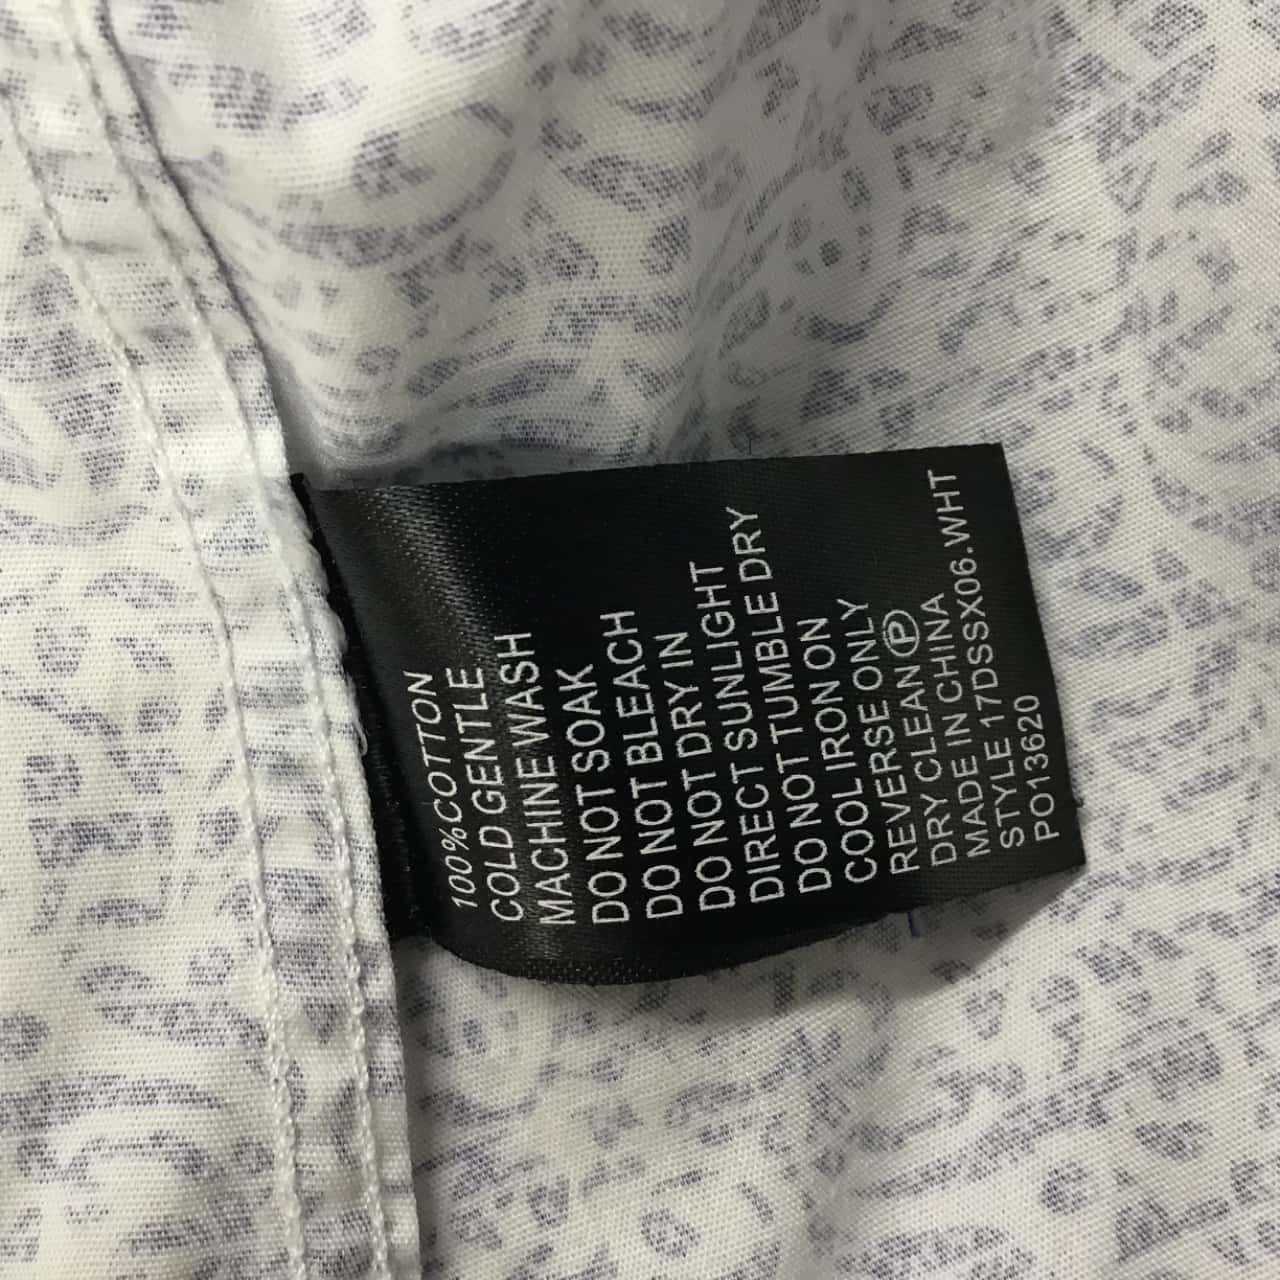 100% COTTON
COLD GENTLE
MACHINE WASH
DO NOT SOAK
DO NOT BLEACH
DO NOT DRY IN
DIRECT SUNLIGHT
DO NOT TUMBLE DRY
COOL IRON ON
REVERSE ONLY
DRY CLEAN Ⓟ
MADE IN CHINA
STYLE 17DSSX06.WHT
PO13620